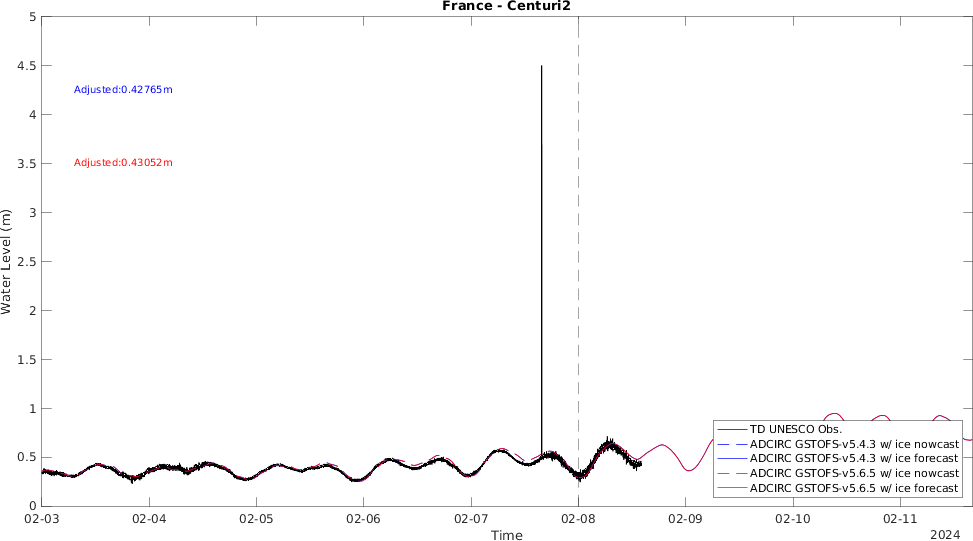 France - Centuri2
5
4.5
4
3.5
3
2.5
2
1.5
1
0.5
0
Water Level (m)
Adjusted:0.42765m
Adjusted:0.43052m
TD UNESCO Obs.
ADCIRC GSTOFS-v5.4.3 w/ ice nowcast
ADCIRC GSTOFS-v5.4.3 w/ ice forecast
ADCIRC GSTOFS-v5.6.5 w/ ice nowcast
ADCIRC GSTOFS-v5.6.5 w/ ice forecast
02-03 02-04 02-05 02-06 02-07 02-08 02-09 02-10 02-11
Time
2024